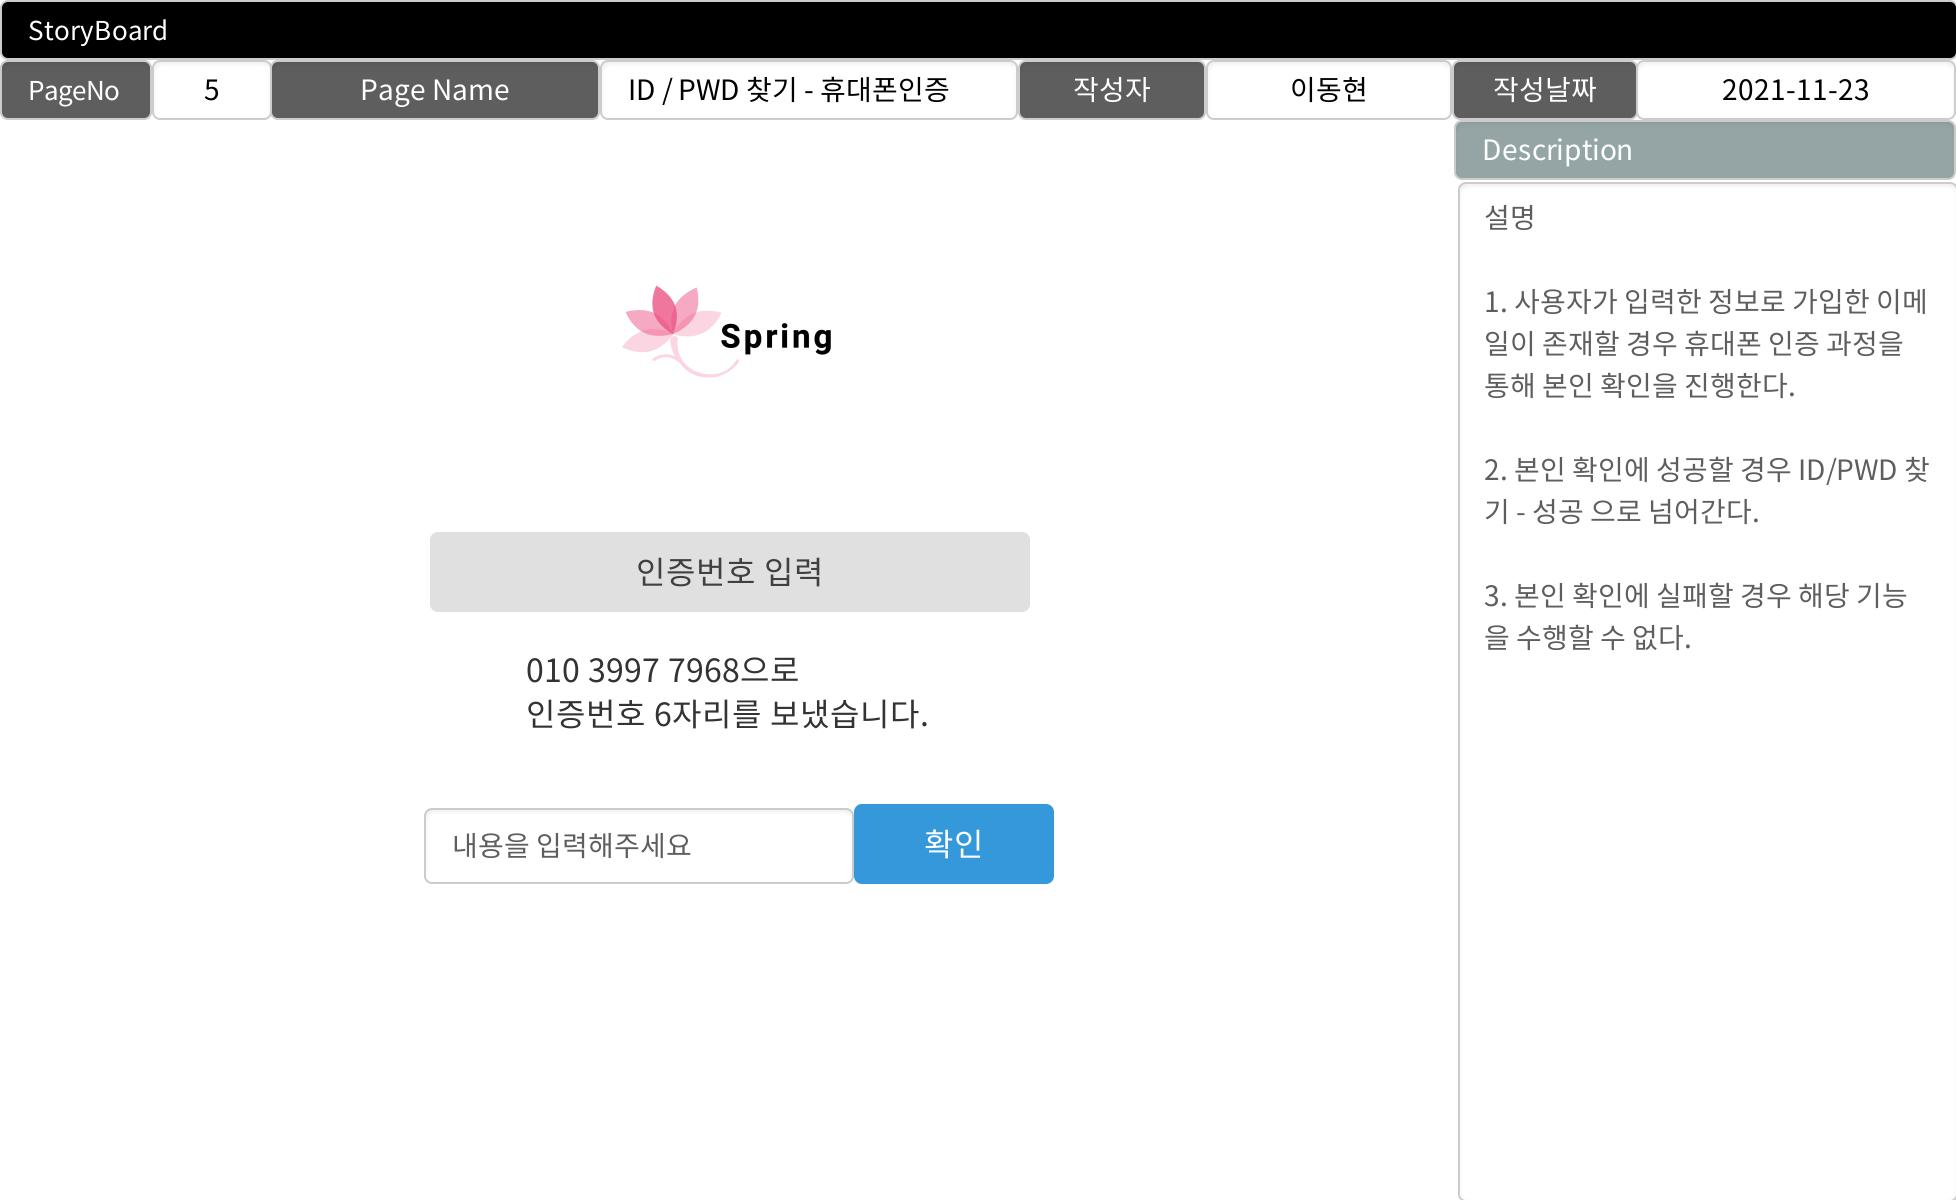 StoryBoard
PageNo 5 Page Name ID / PWD 찾기 - 휴대폰인증 작성자 이동현 작성날짜 2021-11-23
Description
설명
1. 사용자가 입력한 정보로 가입한 이메
일이 존재할 경우 휴대폰 인증 과정을
통해 본인 확인을 진행한다.
2. 본인 확인에 성공할 경우 ID/PWD 찾
기 - 성공 으로 넘어간다.
3. 본인 확인에 실패할 경우 해당 기능
을 수행할 수 없다.
Spring
인증번호 입력
010 3997 7968으로
인증번호 6자리를 보냈습니다.
내용을 입력해주세요 확인